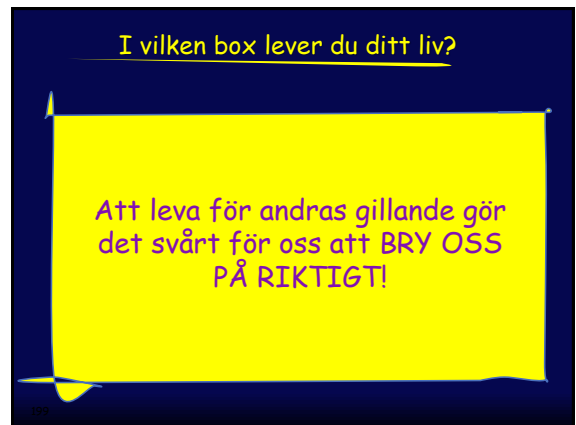 I vilken box lever du ditt liv?
Att leva för andras gillande gör
det svårt för oss att BRY OSS
PÅ RIKTIGT!